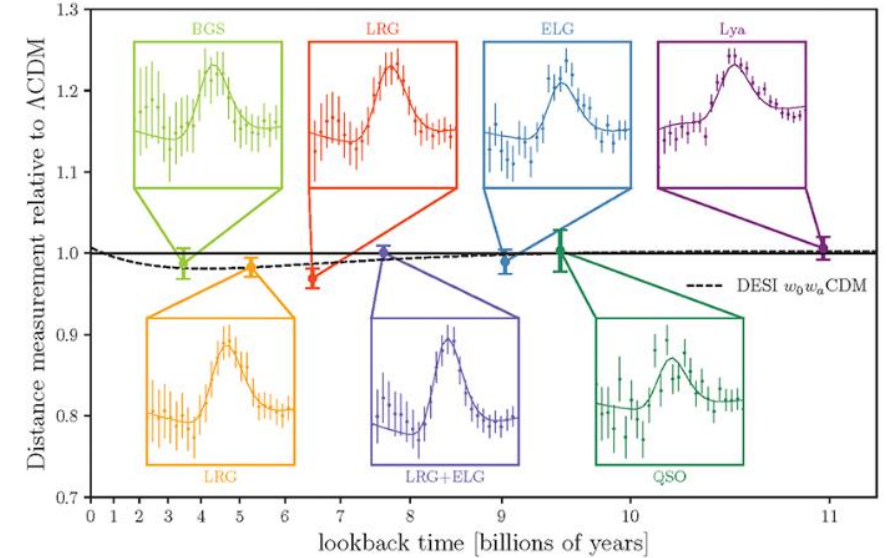 Distance measurement relative to ΛCDM
1.3
1.2
1.1
1.0
0.9
0.8
0.7
BGS
LRG
ELG
Lya
DESI w₀wₐCDM
LRG
LRG+ELG
QSO
0 1 2 3 4 5 6 7 8 9 10 11
lookback time [billions of years]